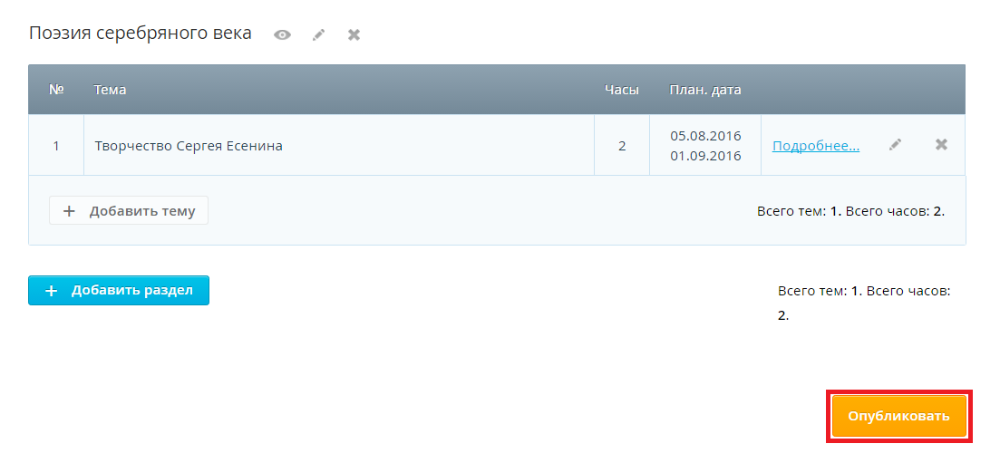 Поэзия серебряного века
№ Тема Часы План. дата
1 Творчество Сергея Есенина 2 05.08.2016 01.09.2016 Подробнее...
+ Добавить тему Всего тем: 1. Всего часов: 2.
+ Добавить раздел Всего тем: 1. Всего часов:
2.
Опубликовать